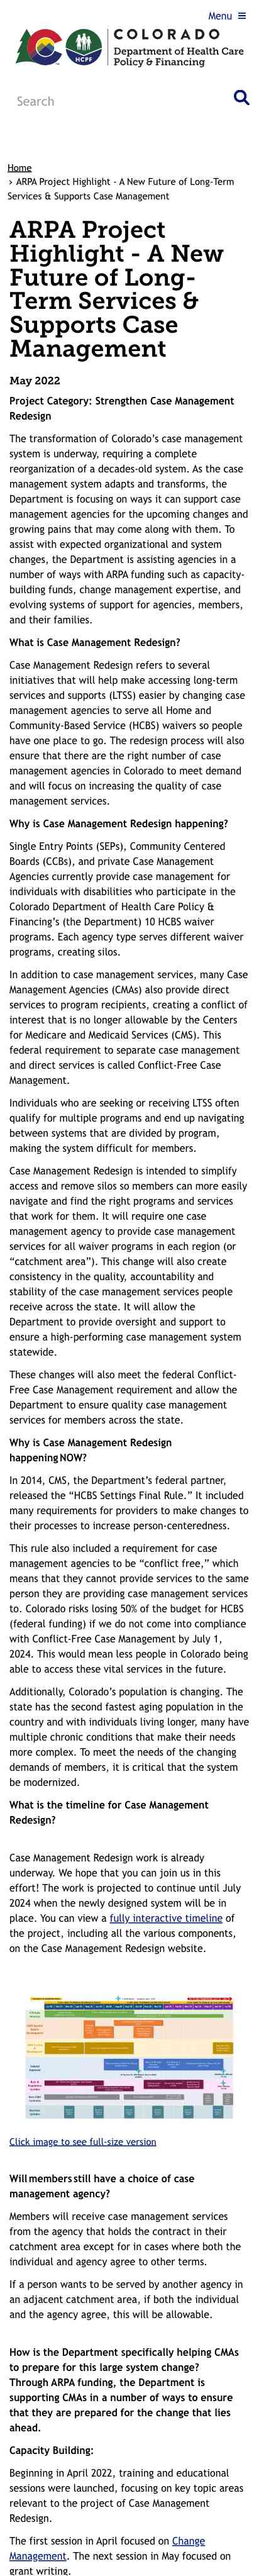 Menu ≡
COLORADO
Department of Health Care
Policy & Financing
HCPF
Search
Home
› ARPA Project Highlight - A New Future of Long-Term
Services & Supports Case Management
ARPA Project
Highlight - A New
Future of Long-
Term Services &
Supports Case
Management
May 2022
Project Category: Strengthen Case Management
Redesign
The transformation of Colorado’s case management
system is underway, requiring a complete
reorganization of a decades-old system. As the case
management system adapts and transforms, the
Department is focusing on ways it can support case
management agencies for the upcoming changes and
growing pains that may come along with them. To
assist with expected organizational and system
changes, the Department is assisting agencies in a
number of ways with ARPA funding such as capacity-
building funds, change management expertise, and
evolving systems of support for agencies, members,
and their families.
What is Case Management Redesign?
Case Management Redesign refers to several
initiatives that will help make accessing long-term
services and supports (LTSS) easier by changing case
management agencies to serve all Home and
Community-Based Service (HCBS) waivers so people
have one place to go. The redesign process will also
ensure that there are the right number of case
management agencies in Colorado to meet demand
and will focus on increasing the quality of case
management services.
Why is Case Management Redesign happening?
Single Entry Points (SEPs), Community Centered
Boards (CCBs), and private Case Management
Agencies currently provide case management for
individuals with disabilities who participate in the
Colorado Department of Health Care Policy &
Financing’s (the Department) 10 HCBS waiver
programs. Each agency type serves different waiver
programs, creating silos.
In addition to case management services, many Case
Management Agencies (CMAs) also provide direct
services to program recipients, creating a conflict of
interest that is no longer allowable by the Centers
for Medicare and Medicaid Services (CMS). This
federal requirement to separate case management
and direct services is called Conflict-Free Case
Management.
Individuals who are seeking or receiving LTSS often
qualify for multiple programs and end up navigating
between systems that are divided by program,
making the system difficult for members.
Case Management Redesign is intended to simplify
access and remove silos so members can more easily
navigate and find the right programs and services
that work for them. It will require one case
management agency to provide case management
services for all waiver programs in each region (or
“catchment area”). This change will also create
consistency in the quality, accountability and
stability of the case management services people
receive across the state. It will allow the
Department to provide oversight and support to
ensure a high-performing case management system
statewide.
These changes will also meet the federal Conflict-
Free Case Management requirement and allow the
Department to ensure quality case management
services for members across the state.
Why is Case Management Redesign
happening NOW?
In 2014, CMS, the Department’s federal partner,
released the “HCBS Settings Final Rule.” It included
many requirements for providers to make changes to
their processes to increase person-centeredness.
This rule also included a requirement for case
management agencies to be “conflict free,” which
means that they cannot provide services to the same
person they are providing case management services
to. Colorado risks losing 50% of the budget for HCBS
(federal funding) if we do not come into compliance
with Conflict-Free Case Management by July 1,
2024. This would mean less people in Colorado being
able to access these vital services in the future.
Additionally, Colorado’s population is changing. The
state has the second fastest aging population in the
country and with individuals living longer, many have
multiple chronic conditions that make their needs
more complex. To meet the needs of the changing
demands of members, it is critical that the system
be modernized.
What is the timeline for Case Management
Redesign?
Case Management Redesign work is already
underway. We hope that you can join us in this
effort! The work is projected to continue until July
2024 when the newly designed system will be in
place. You can view a fully interactive timeline of
the project, including all the various components,
on the Case Management Redesign website.
Click image to see full-size version
Will members still have a choice of case
management agency?
Members will receive case management services
from the agency that holds the contract in their
catchment area except for in cases where both the
individual and agency agree to other terms.
If a person wants to be served by another agency in
an adjacent catchment area, if both the individual
and the agency agree, this will be allowable.
How is the Department specifically helping CMAs
to prepare for this large system change?
Through ARPA funding, the Department is
supporting CMAs in a number of ways to ensure
that they are prepared for the change that lies
ahead.
Capacity Building:
Beginning in April 2022, training and educational
sessions were launched, focusing on key topic areas
relevant to the project of Case Management
Redesign.
The first session in April focused on Change
Management. The next session in May focused on
grant writing.